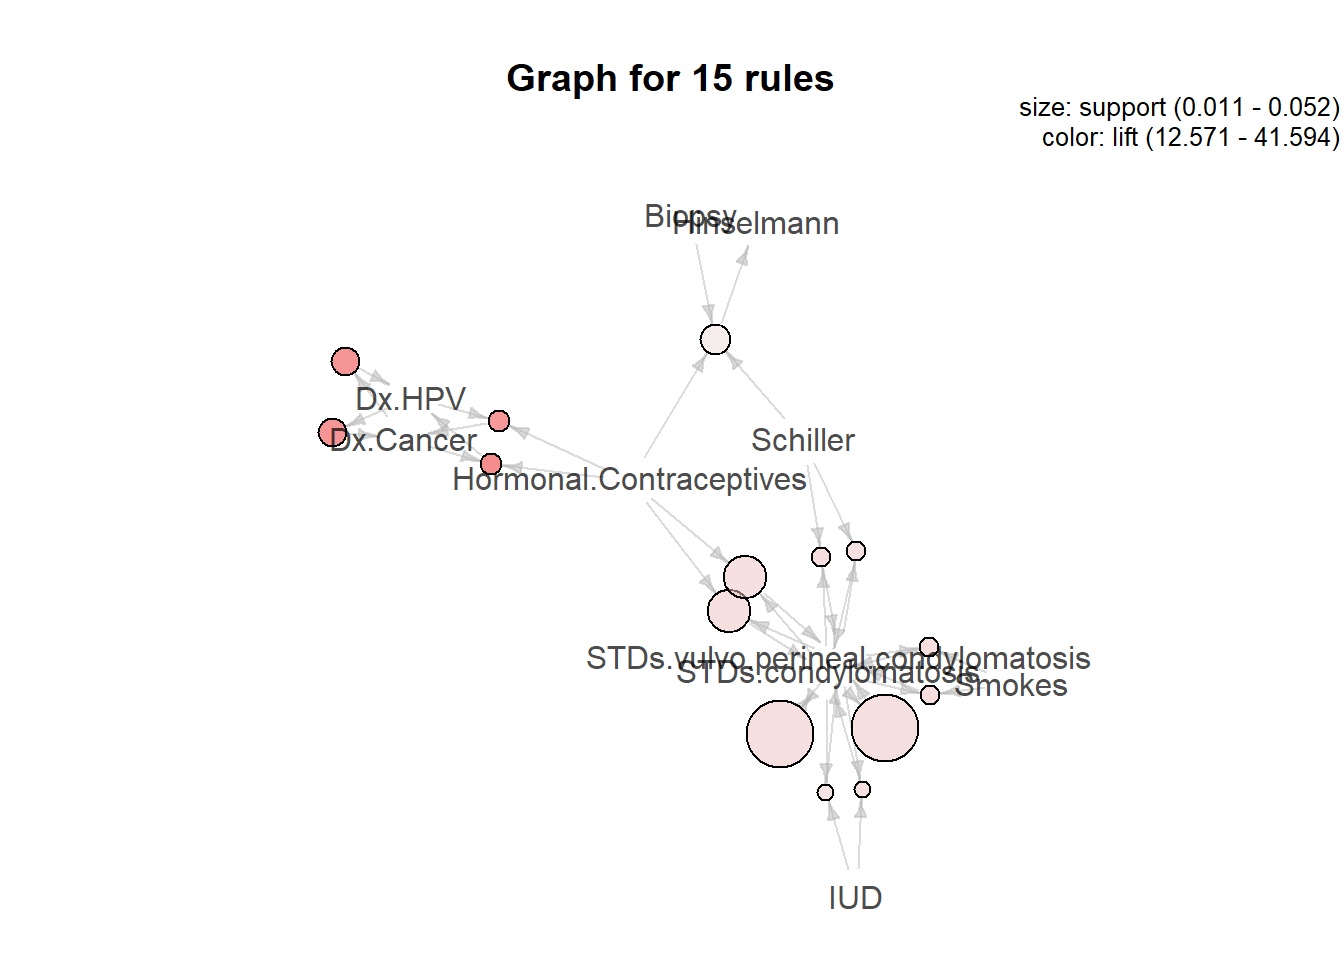 Graph for 15 rules
size: support (0.011 - 0.052)
color: lift (12.571 - 41.594)
Biopsy
Hinselmann
Dx.HPV
Dx.Cancer
Schiller
Hormonal.Contraceptives
STDs.vulvo.perineal.condylomatosis
STDs.condylomatosis
Smokes
IUD